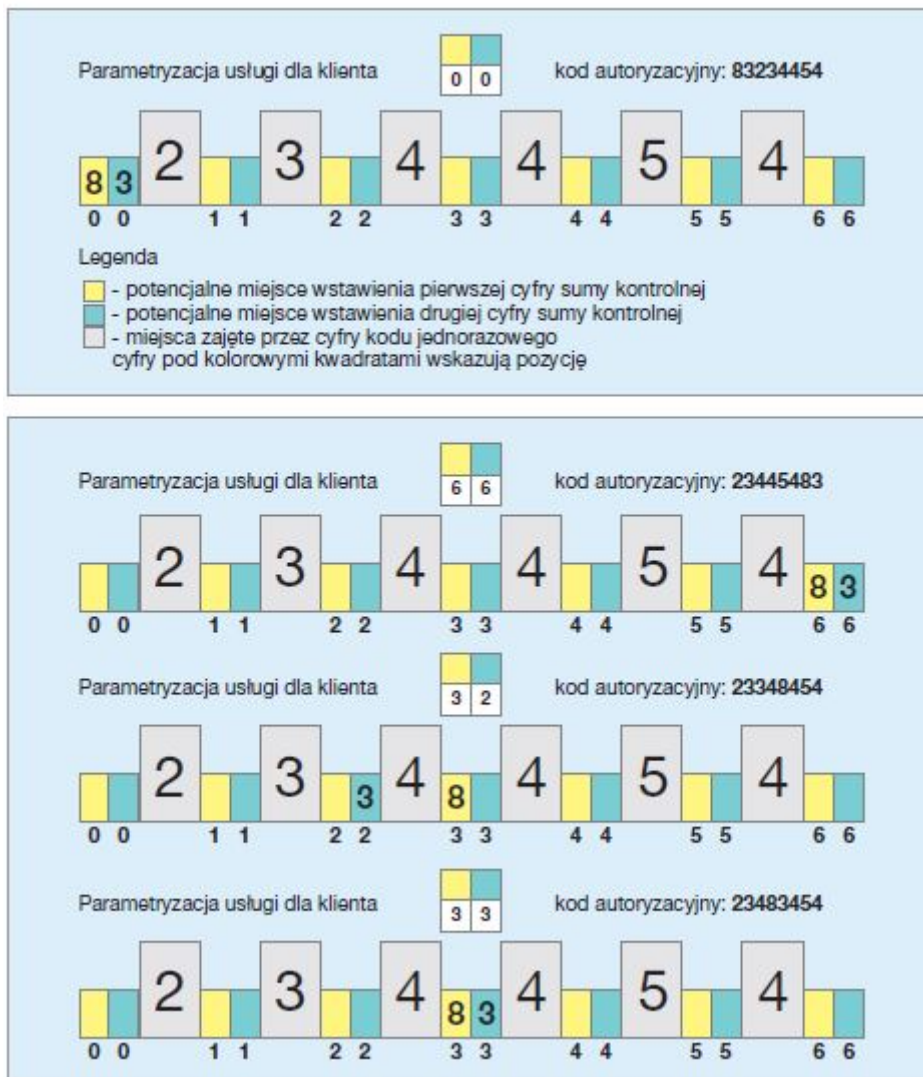 Parametryzacja usługi dla klienta 0 0 kod autoryzacyjny: 83234454
8 3 2 3 4 4 5 4
0 0 1 1 2 2 3 3 4 4 5 5 6 6
Legenda
- potencjalne miejsce wstawienia pierwszej cyfry sumy kontrolnej
- potencjalne miejsce wstawienia drugiej cyfry sumy kontrolnej
- miejsca zajęte przez cyfry kodu jednorazowego
cyfry pod kolorowymi kwadratami wskazują pozycję
Parametryzacja usługi dla klienta 6 6 kod autoryzacyjny: 23445483
2 3 4 4 5 4 8 3
0 0 1 1 2 2 3 3 4 4 5 5 6 6
Parametryzacja usługi dla klienta 3 2 kod autoryzacyjny: 23348454
2 3 3 4 8 4 5 4
0 0 1 1 2 2 3 3 4 4 5 5 6 6
Parametryzacja usługi dla klienta 3 3 kod autoryzacyjny: 23483454
2 3 4 8 3 4 5 4
0 0 1 1 2 2 3 3 4 4 5 5 6 6